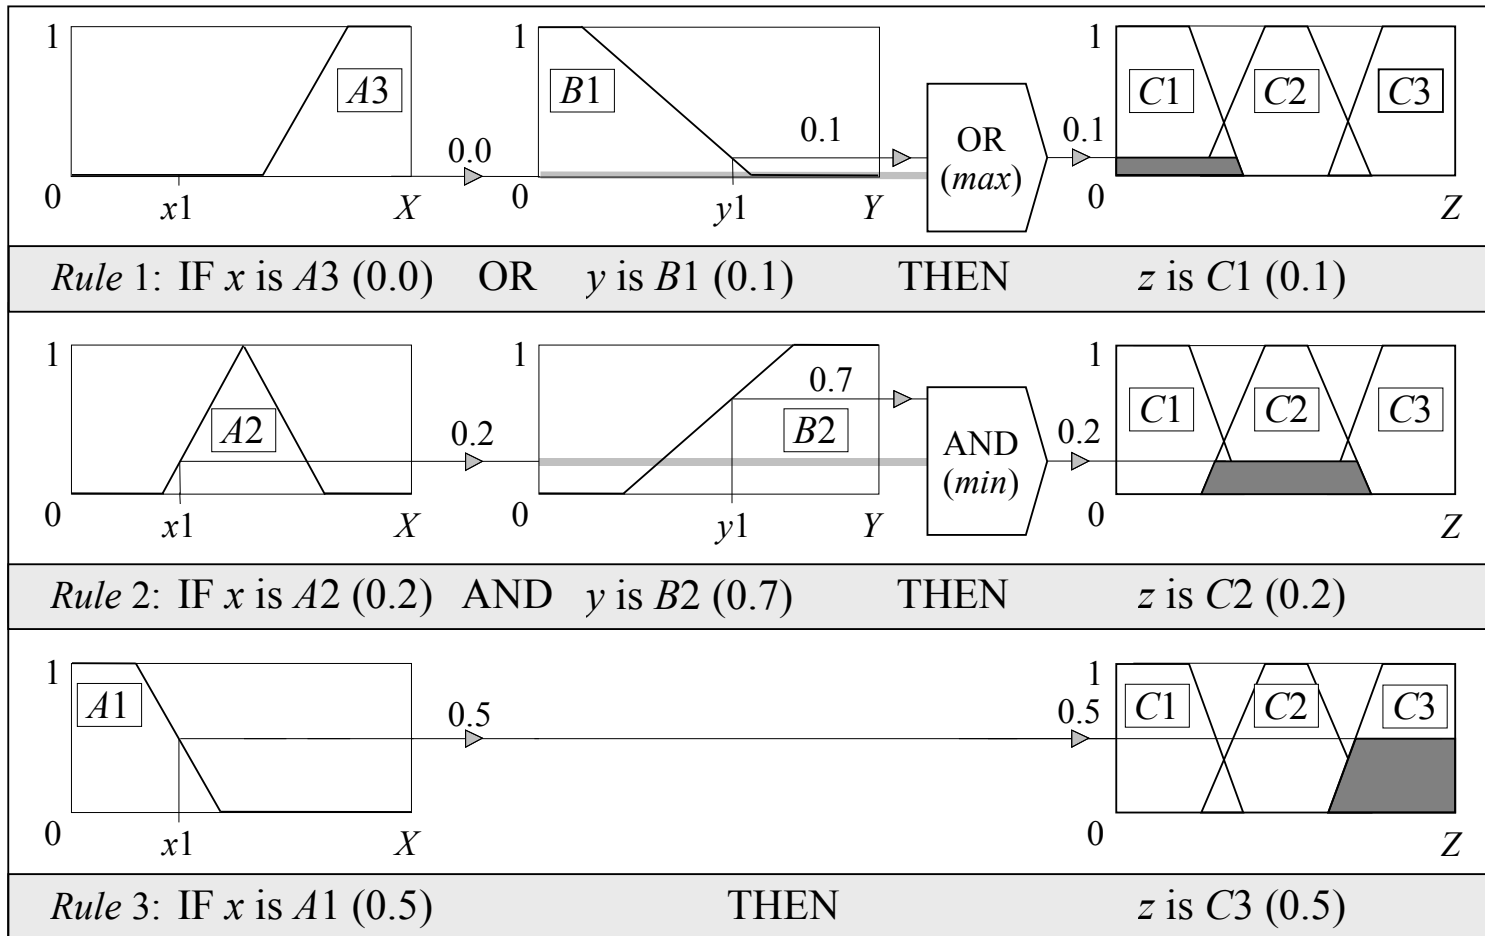 1 A3 0.0 1 B1 0.1 OR (max) 0.1 1 C1 C2 C3
0 x1 X 0 y1 Y 0 Z
Rule 1: IF x is A3 (0.0) OR y is B1 (0.1) THEN z is C1 (0.1)
1 A2 0.2 1 0.7 B2 AND (min) 0.2 1 C1 C2 C3
0 x1 X 0 y1 Y 0 Z
Rule 2: IF x is A2 (0.2) AND y is B2 (0.7) THEN z is C2 (0.2)
1 A1 0.5 0.5 1 C1 C2 C3
0 x1 X 0 Z
Rule 3: IF x is A1 (0.5) THEN z is C3 (0.5)